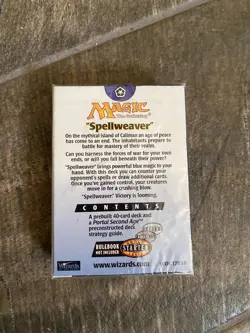 MAGIC
The Gathering
"Spellweaver"
On the mythical island of Caliman an age of peace
has come to an end. The inhabitants prepare to
battle for mastery of their realm.
Can you harness the forces of war for your own
ends, or will you fall beneath their power?
"Spellweaver" brings powerful blue magic to your
hand. With this deck you can counter your
opponent's spells or draw additional cards.
Once you've gained control, your creatures
move in for a crushing blow.
"Spellweaver" Victory is looming.
CONTENTS
A prebuilt 40-card deck and
a Portal Second Age
preconstructed deck
strategy guide.
RULEBOOK
NOT INCLUDED
STARTER
Wizards
www.wizards.com